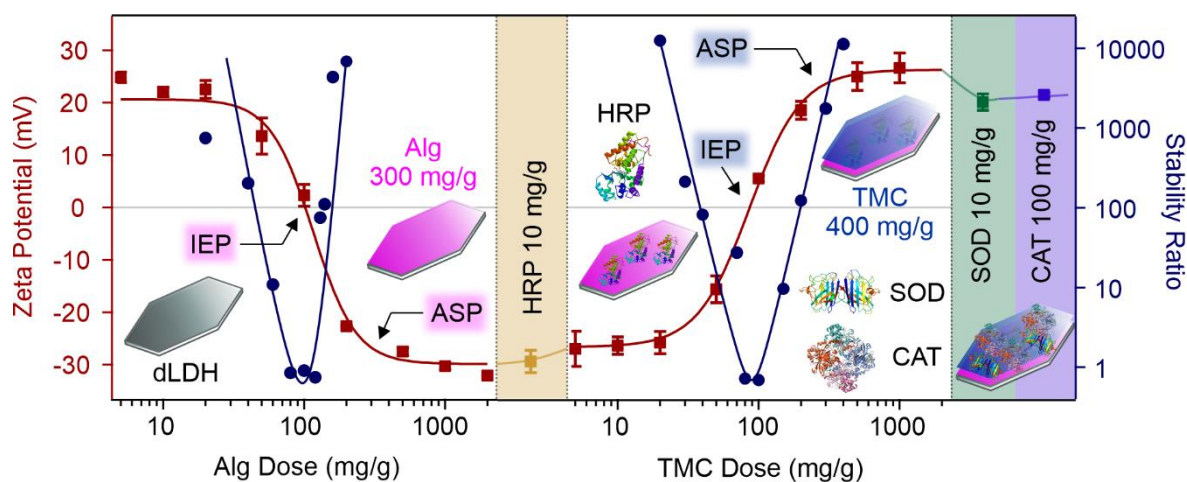 Zeta Potential (mV)
30
20
10
0
-10
-20
-30
10
100
1000
Alg Dose (mg/g)
dLDH
IEP
Alg
300 mg/g
ASP
HRP 10 mg/g
HRP
IEP
ASP
TMC
400 mg/g
SOD
CAT
10
100
1000
TMC Dose (mg/g)
SOD 10 mg/g
CAT 100 mg/g
10000
1000
100
10
1
Stability Ratio